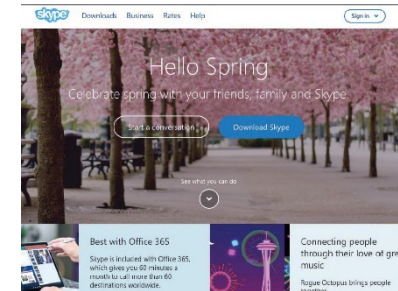 skype
Downloads Business Rates Help
Sign in
Hello Spring
Celebrate spring with your friends, family and Skype.
Start a conversation
Download Skype
See what you can do
Best with Office 365
Skype is included with Office 365,
which gives you 60 minutes a
month to call more than 60
destinations worldwide.
Connecting people
through their love of gre
music
Rogue Octopus brings people
together